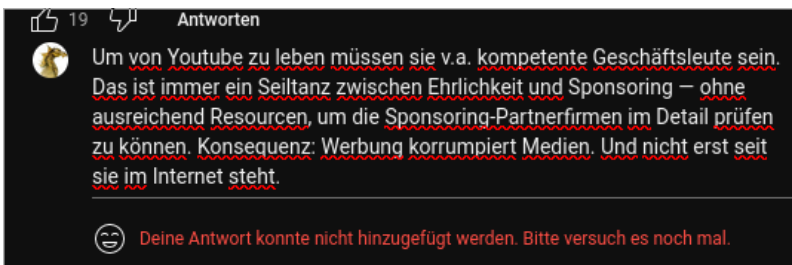 19 Antworten
Um von Youtube zu leben müssen sie v.a. kompetente Geschäftsleute sein.
Das ist immer ein Seiltanz zwischen Ehrlichkeit und Sponsoring — ohne
ausreichend Resourcen, um die Sponsoring-Partnerfirmen im Detail prüfen
zu können. Konsequenz: Werbung korrumpiert Medien. Und nicht erst seit
sie im Internet steht.
Deine Antwort konnte nicht hinzugefügt werden. Bitte versuch es noch mal.